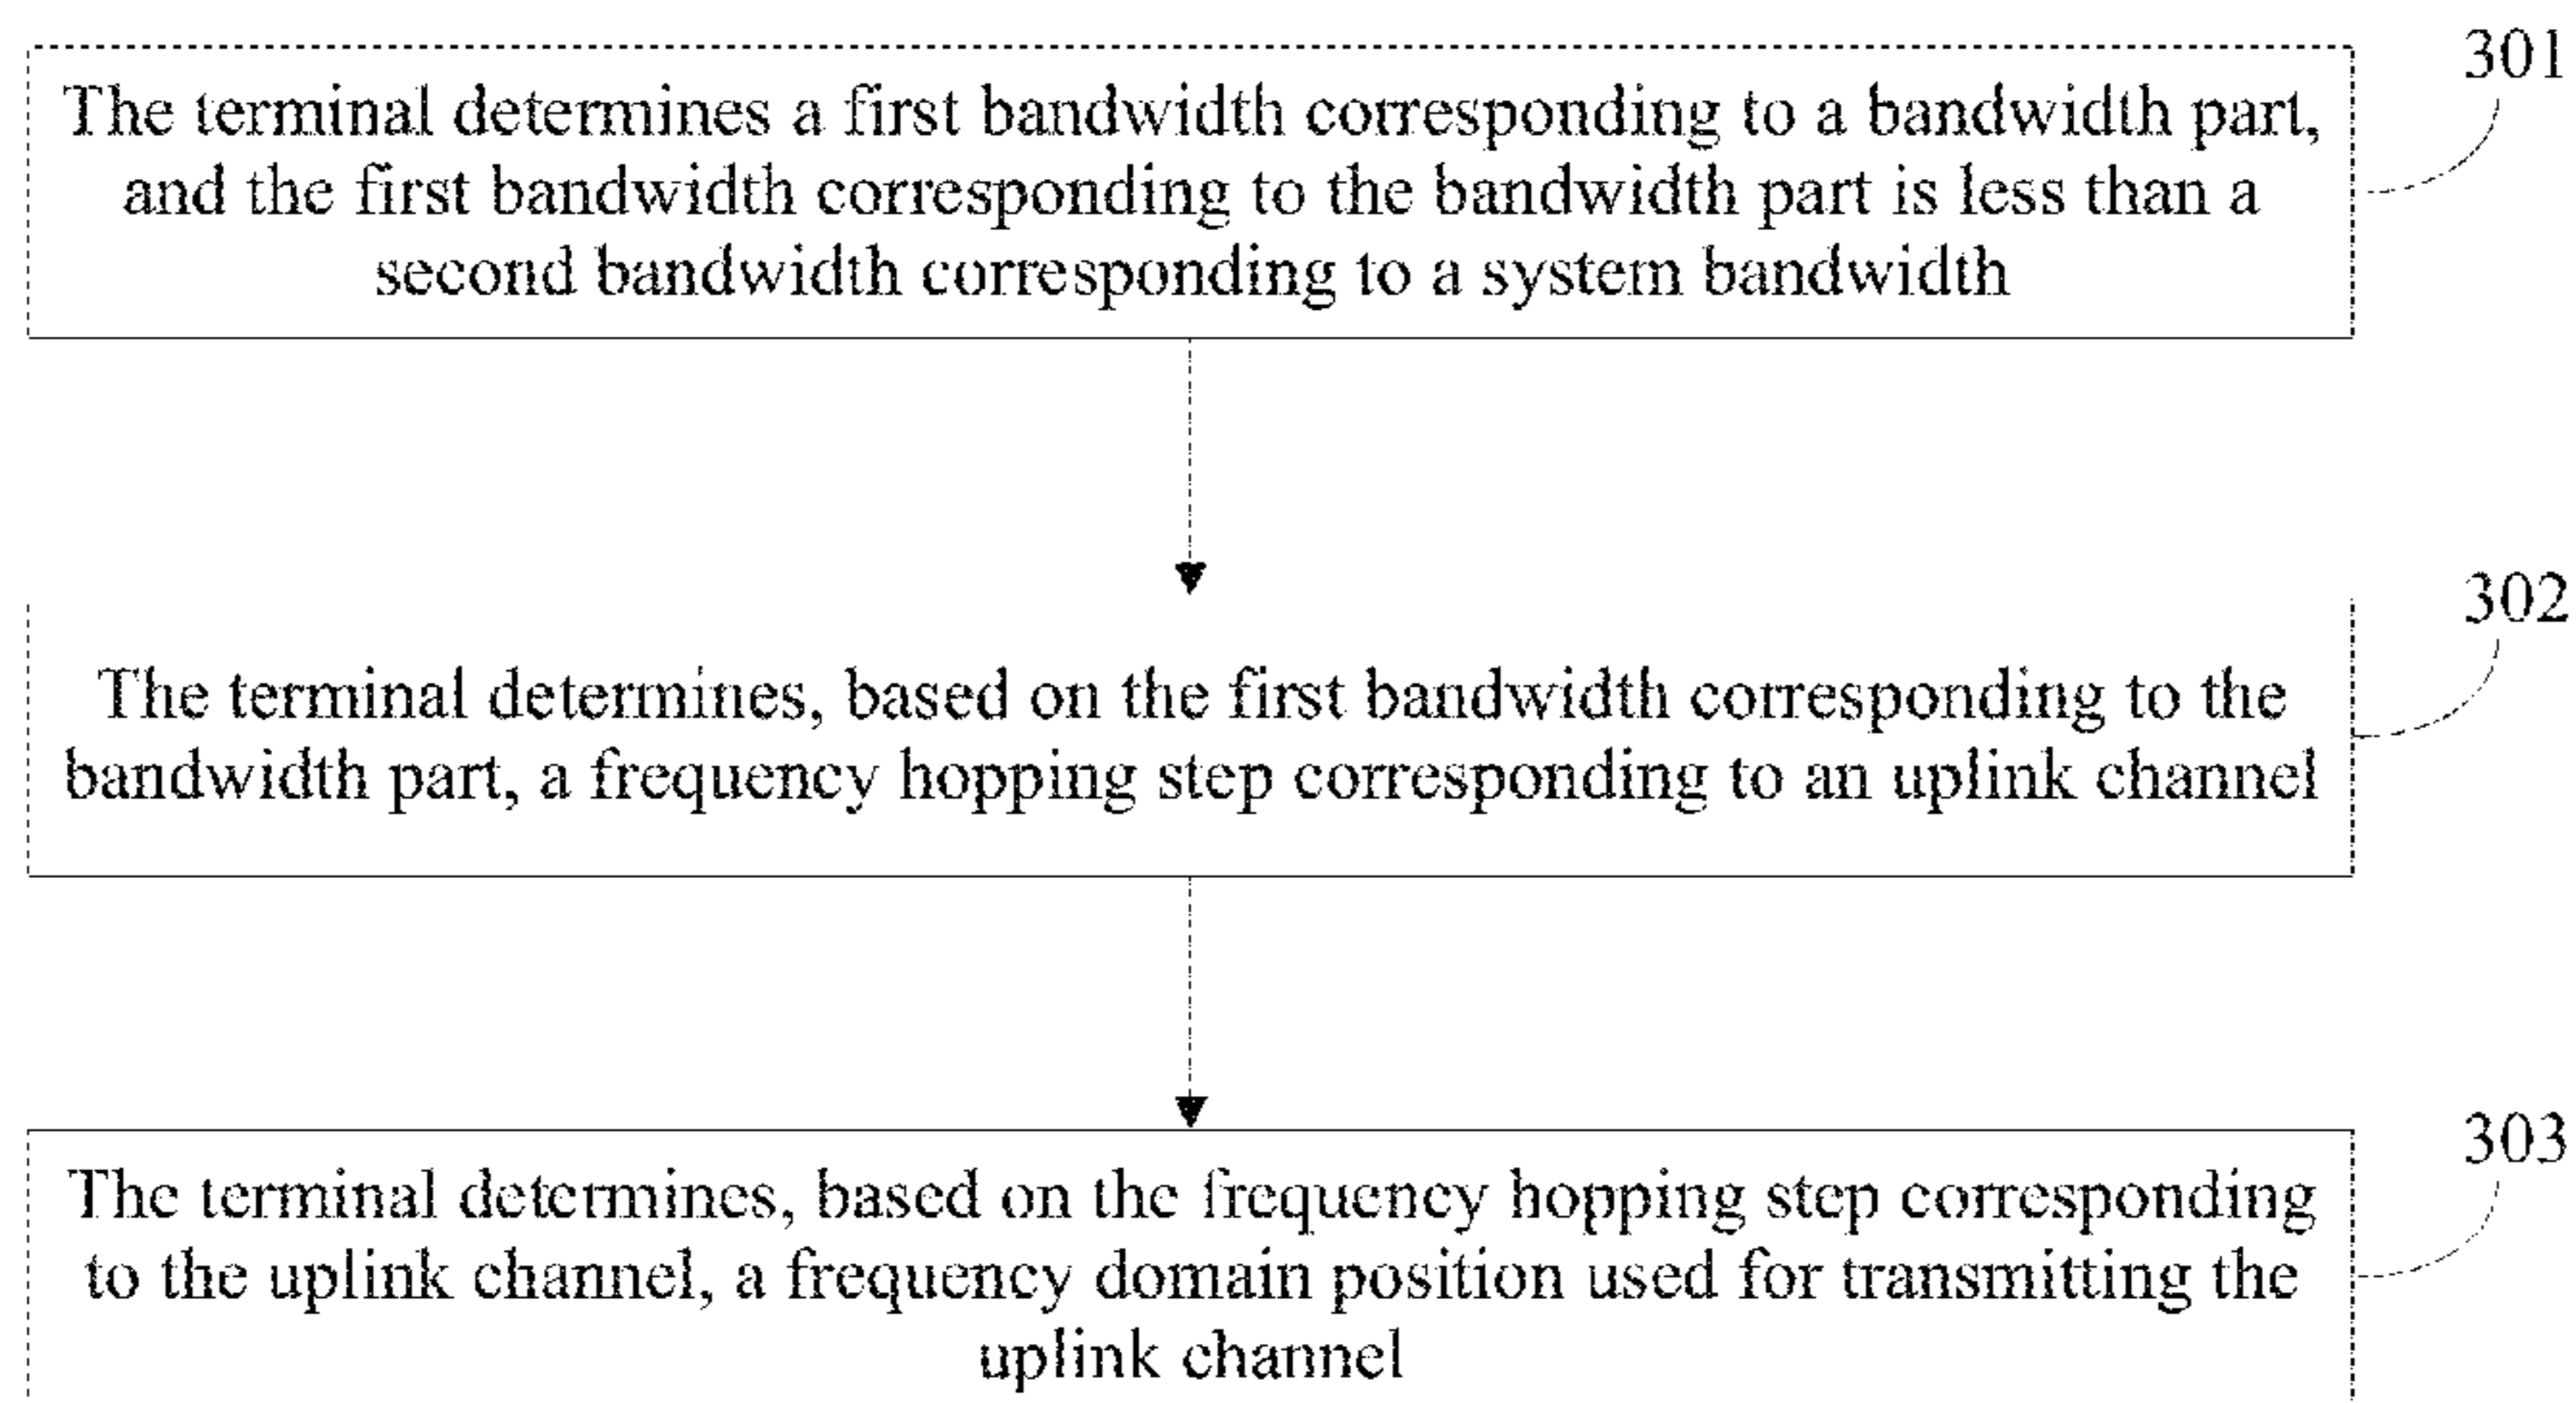 301
The terminal determines a first bandwidth corresponding to a bandwidth part,
and the first bandwidth corresponding to the bandwidth part is less than a
second bandwidth corresponding to a system bandwidth
302
The terminal determines, based on the first bandwidth corresponding to the
bandwidth part, a frequency hopping step corresponding to an uplink channel
303
The terminal determines, based on the frequency hopping step corresponding
to the uplink channel, a frequency domain position used for transmitting the
uplink channel